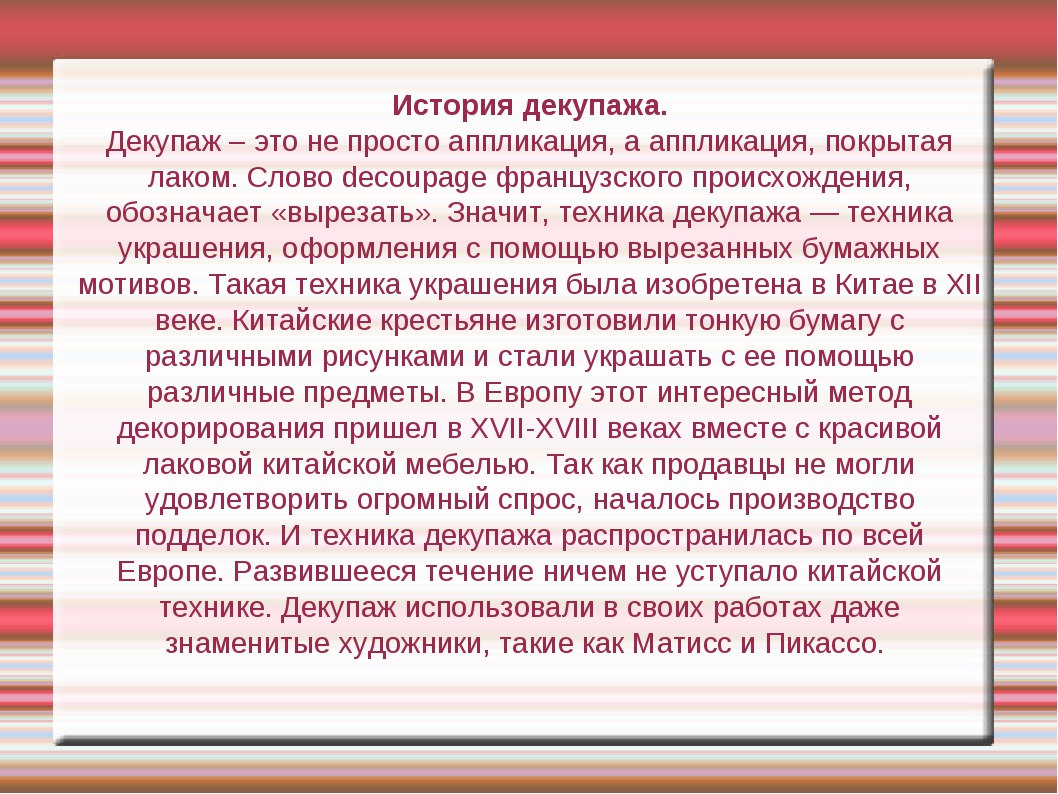 История декупажа.
Декупаж – это не просто аппликация, а аппликация, покрытая
лаком. Слово decoupage французского происхождения,
обозначает «вырезать». Значит, техника декупажа — техника
украшения, оформления с помощью вырезанных бумажных
мотивов. Такая техника украшения была изобретена в Китае в XII
веке. Китайские крестьяне изготовили тонкую бумагу с
различными рисунками и стали украшать с ее помощью
различные предметы. В Европу этот интересный метод
декорирования пришел в XVII-XVIII веках вместе с красивой
лаковой китайской мебелью. Так как продавцы не могли
удовлетворить огромный спрос, началось производство
подделок. И техника декупажа распространилась по всей
Европе. Развившееся течение ничем не уступало китайской
технике. Декупаж использовали в своих работах даже
знаменитые художники, такие как Матисс и Пикассо.